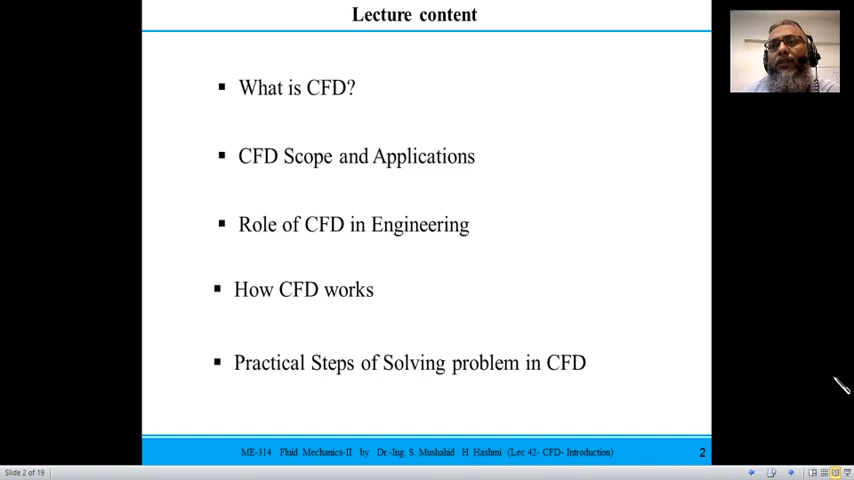 Lecture content
▪ What is CFD?
▪ CFD Scope and Applications
▪ Role of CFD in Engineering
▪ How CFD works
▪ Practical Steps of Solving problem in CFD
ME-314 Fluid Mechanics-II by Dr.-Ing. S. Mushahid H Hashmi (Lec 42- CFD- Introduction) 2
Slide 2 of 19